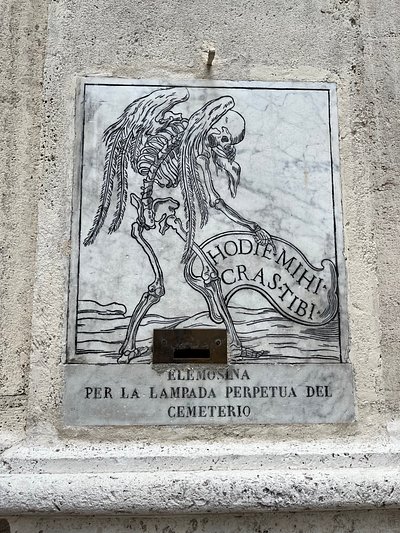 HODIE·MIHI·
CRAS·TIBI·
ELEMOSINA
PER LA LAMPADA PERPETUA DEL
CEMETERIO